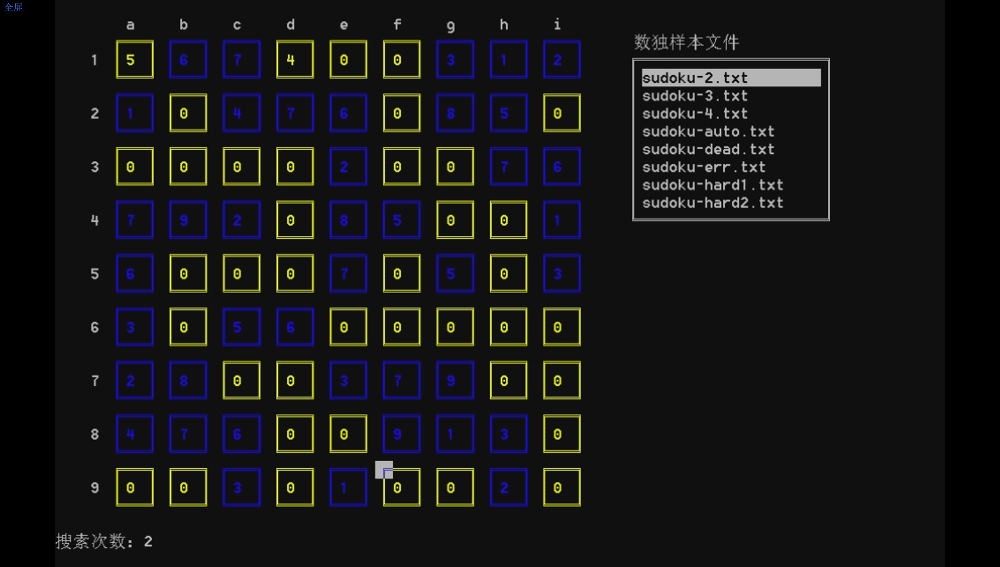 全屏
a b c d e f g h i
1 5 6 7 4 0 0 3 1 2
2 1 0 4 7 6 0 8 5 0
3 0 0 0 0 2 0 0 7 6
4 7 9 2 0 8 5 0 0 1
5 6 0 0 0 7 0 5 0 3
6 3 0 5 6 0 0 0 0 0
7 2 8 0 0 3 7 9 0 0
8 4 7 6 0 0 9 1 3 0
9 0 0 3 0 1 0 0 2 0
搜索次数: 2
数独样本文件
sudoku-2.txt
sudoku-3.txt
sudoku-4.txt
sudoku-auto.txt
sudoku-dead.txt
sudoku-err.txt
sudoku-hard1.txt
sudoku-hard2.txt